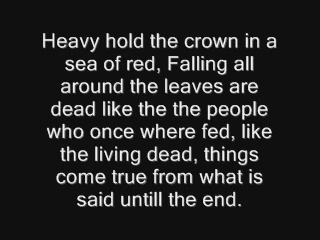 Heavy hold the crown in a
sea of red, Falling all
around the leaves are
dead like the the people
who once where fed, like
the living dead, things
come true from what is
said untill the end.